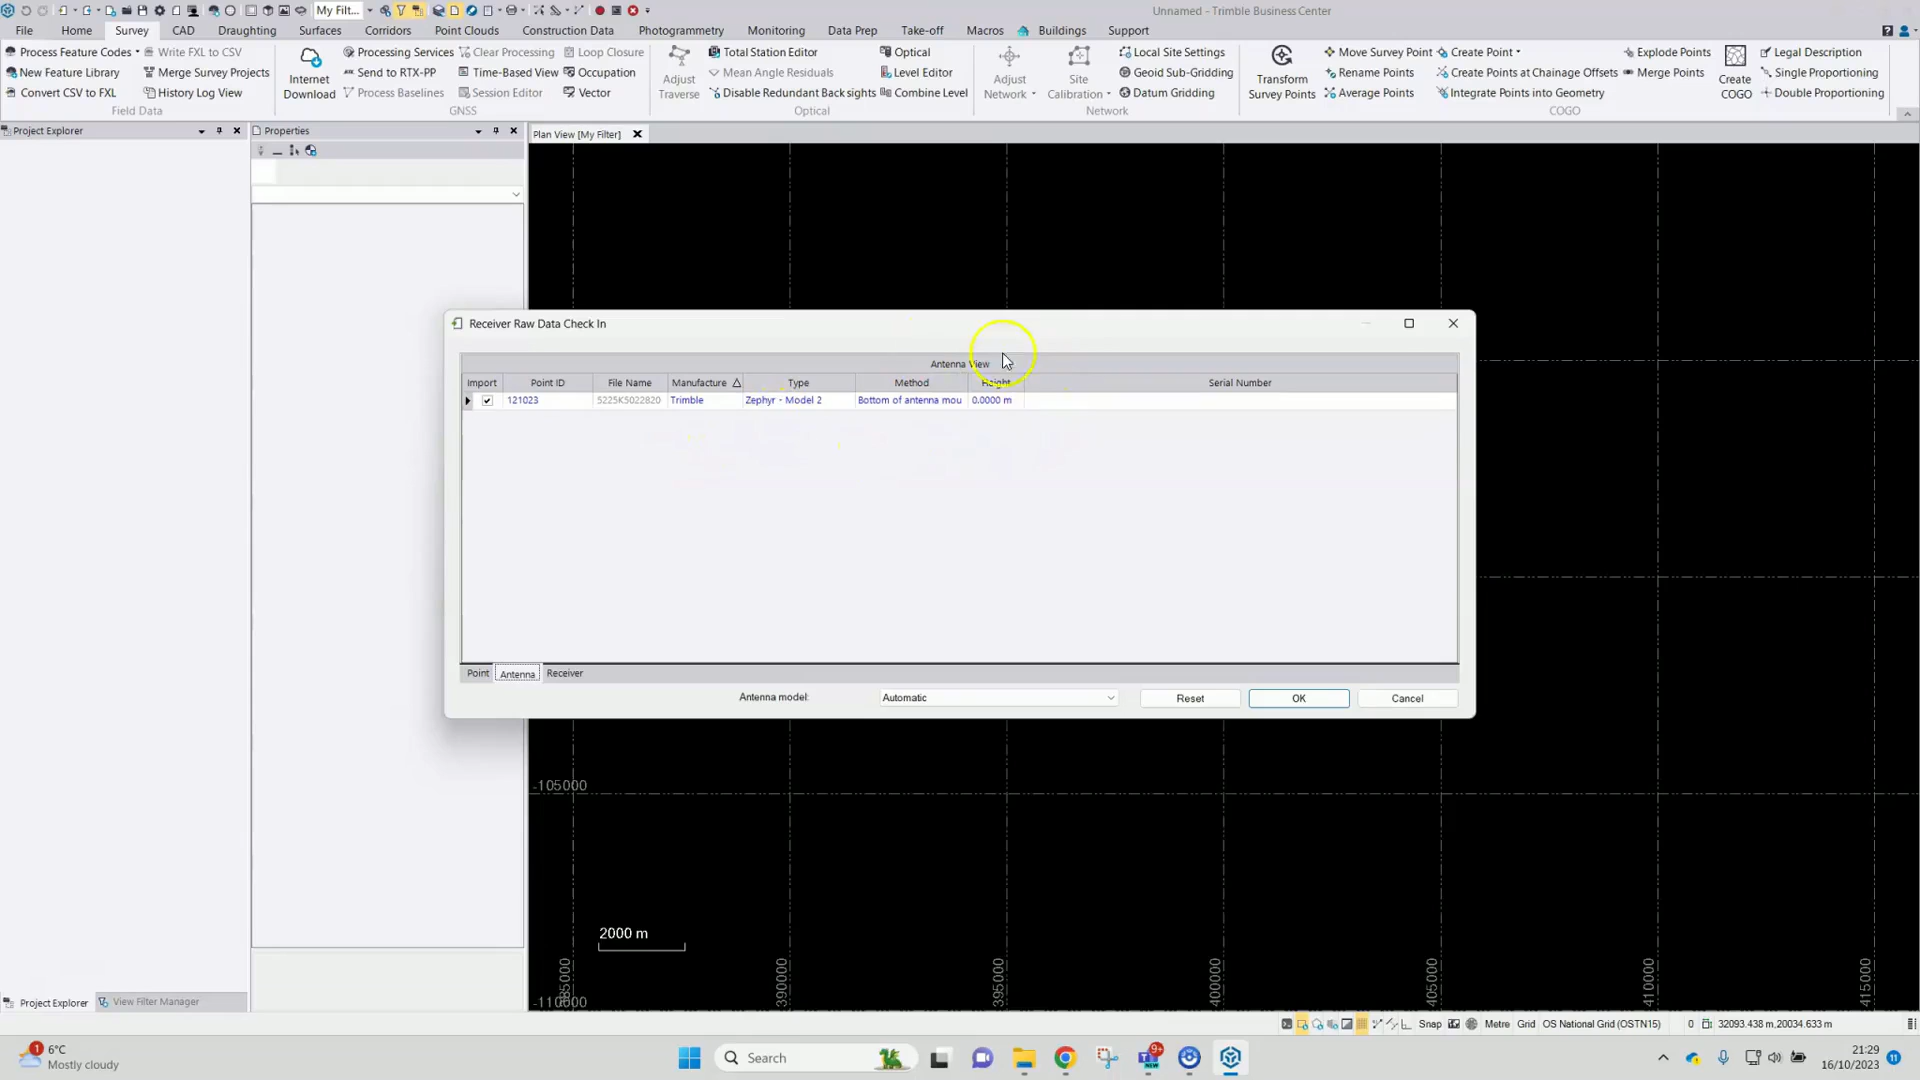 My Filt...
Unnamed - Trimble Business Center
File Home Survey CAD Draughting Surfaces Corridors Point Clouds Construction Data Photogrammetry Monitoring Data Prep Take-off Macros Buildings Support
Process Feature Codes Write FXL to CSV
New Feature Library Merge Survey Projects
Convert CSV to FXL History Log View
Field Data
Internet Download
Processing Services Clear Processing Loop Closure
Send to RTX-PP Time-Based View Occupation
Process Baselines Session Editor Vector
GNSS
Adjust Traverse
Total Station Editor Optical
Mean Angle Residuals Level Editor
Disable Redundant Backsights Combine Level
Optical
Adjust Network
Site Calibration
Local Site Settings
Geoid Sub-Gridding
Datum Gridding
Network
Transform Survey Points
Move Survey Point Create Point Explode Points
Rename Points Create Points at Chainage Offsets Merge Points
Average Points Integrate Points into Geometry
Create COGO
Legal Description
Single Proportioning
Double Proportioning
COGO
Project Explorer
Properties
Plan View [My Filter]
Receiver Raw Data Check In
Antenna View
Import Point ID File Name Manufacture Type Method Height Serial Number
121023 5225K5022820 Trimble Zephyr - Model 2 Bottom of antenna mou 0.0000 m
Point Antenna Receiver
Antenna model: Automatic Reset OK Cancel
-105000
2000 m
-110000
385000
390000
395000
400000
405000
410000
415000
Project Explorer View Filter Manager
Snap Metre Grid OS National Grid (OSTN15) 0 32093.438 m,20034.633 m
1
6°C
Mostly cloudy
Search
9+
NEW
21:29
16/10/2023
11